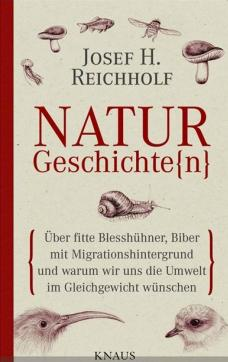 JOSEF H.
REICHHOLF
NATUR
Geschichte{n}
Über fitte Blesshühner, Biber
mit Migrationshintergrund
und warum wir uns die Umwelt
im Gleichgewicht wünschen
KNAUS